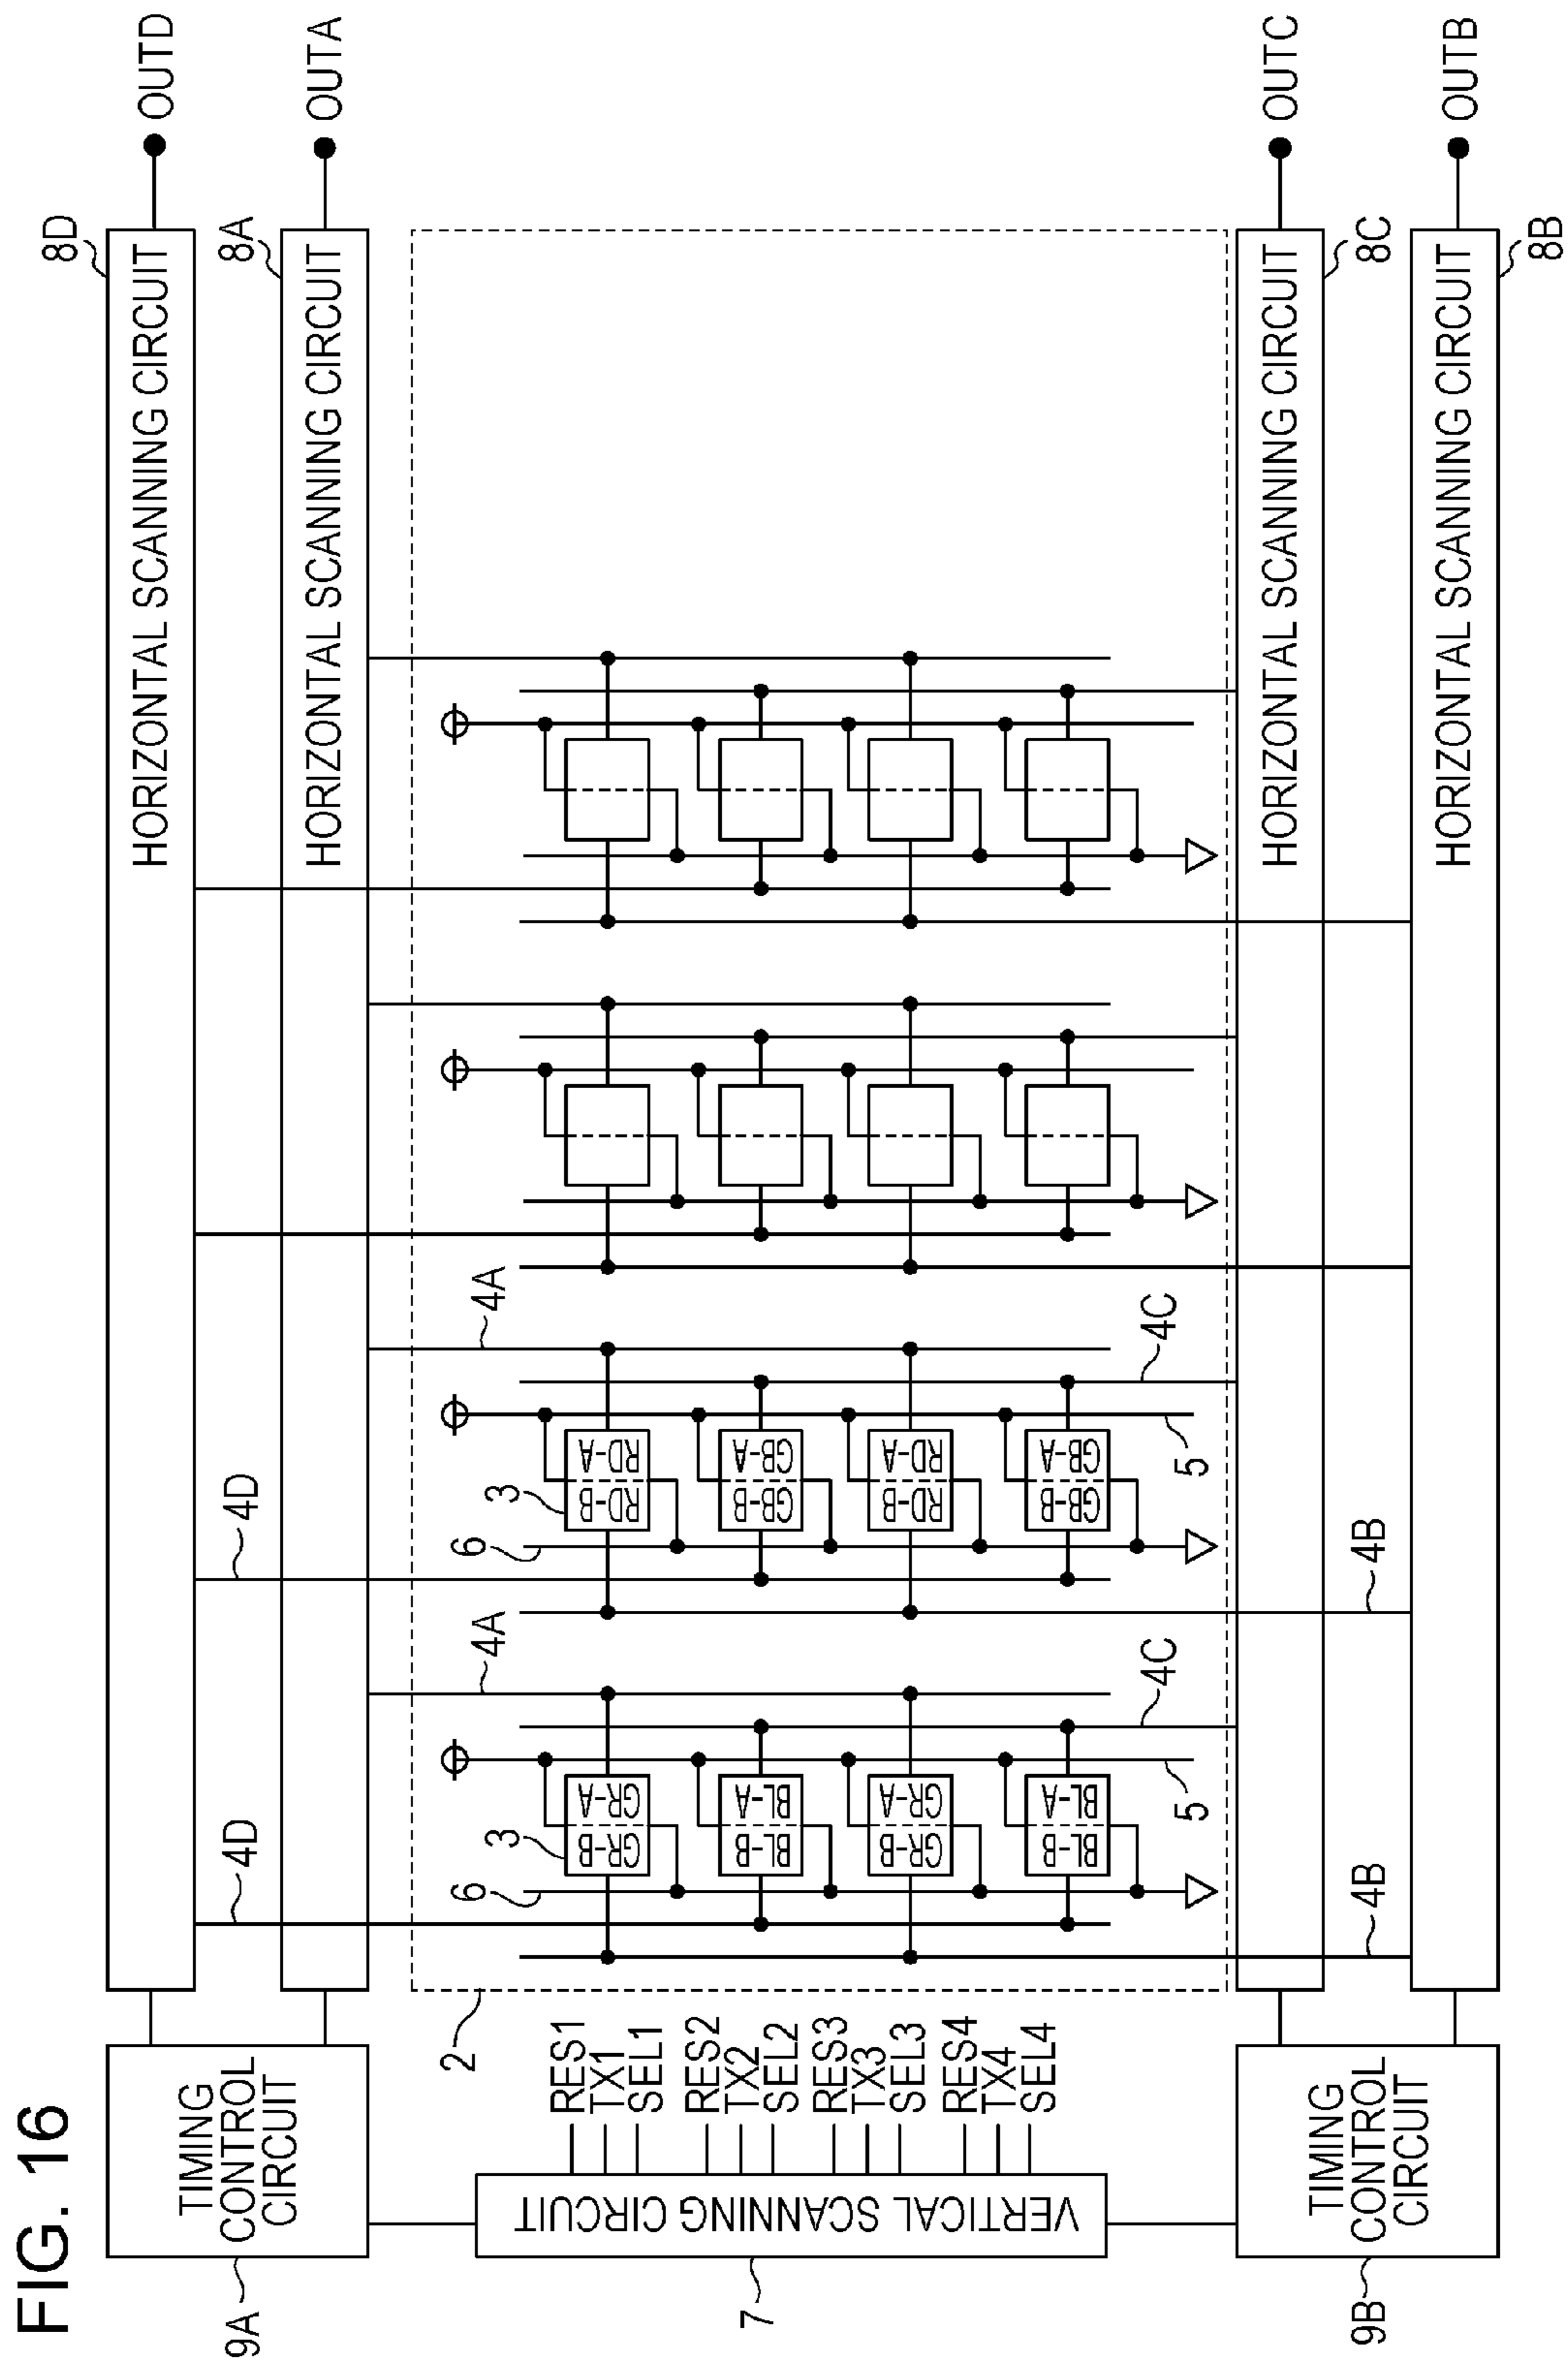 FIG. 16
9A
TIMING
CONTROL
CIRCUIT
HORIZONTAL SCANNING CIRCUIT
8D
OUTD
HORIZONTAL SCANNING CIRCUIT
8A
OUTA
2
4D
4A
4D
4A
7
VERTICAL SCANNING CIRCUIT
RES1
TX1
SEL1
RES2
TX2
SEL2
RES3
TX3
SEL3
RES4
TX4
SEL4
6
3
6
3
GR-B
GR-A
RD-B
RD-A
BL-B
BL-A
GB-B
GB-A
GR-B
GR-A
RD-B
RD-A
BL-B
BL-A
GB-B
GB-A
5
4C
5
4C
4B
4B
9B
TIMING
CONTROL
CIRCUIT
HORIZONTAL SCANNING CIRCUIT
8C
OUTC
HORIZONTAL SCANNING CIRCUIT
8B
OUTB